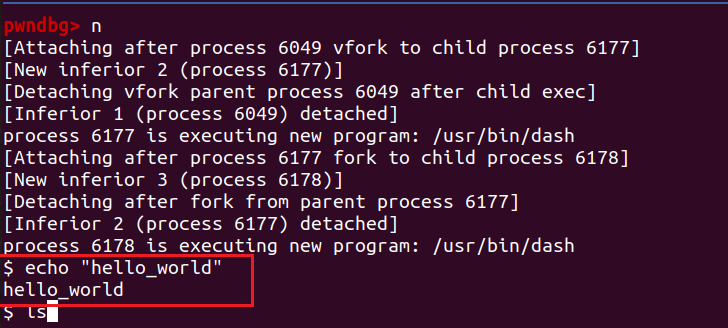 pwndbg> n
[Attaching after process 6049 vfork to child process 6177]
[New inferior 2 (process 6177)]
[Detaching vfork parent process 6049 after child exec]
[Inferior 1 (process 6049) detached]
process 6177 is executing new program: /usr/bin/dash
[Attaching after process 6177 fork to child process 6178]
[New inferior 3 (process 6178)]
[Detaching after fork from parent process 6177]
[Inferior 2 (process 6177) detached]
process 6178 is executing new program: /usr/bin/dash
$ echo "hello_world"
hello_world
$ ls